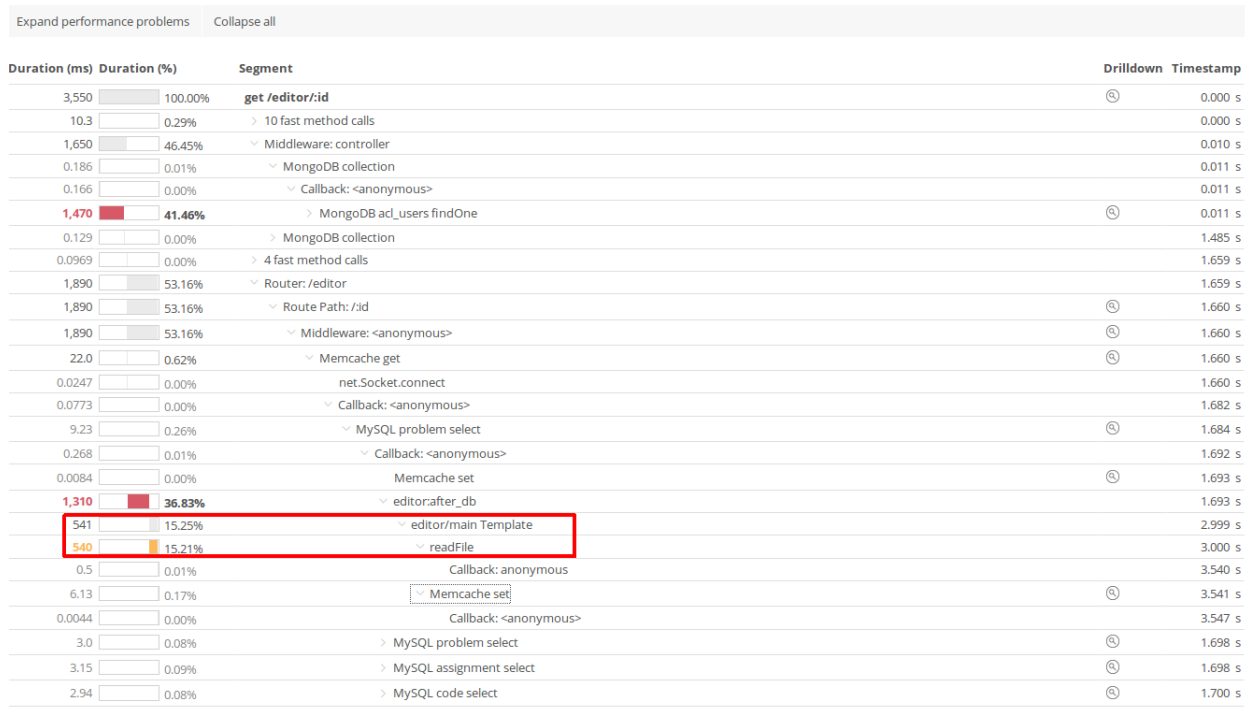 Expand performance problems Collapse all
Duration (ms) Duration (%) Segment Drilldown Timestamp
3,550 100.00% get /editor/:id 0.000 s
10.3 0.29% 10 fast method calls 0.000 s
1,650 46.45% Middleware: controller 0.010 s
0.186 0.01% MongoDB collection 0.011 s
0.166 0.00% Callback: <anonymous> 0.011 s
1,470 41.46% MongoDB acl_users findOne 0.011 s
0.129 0.00% MongoDB collection 1.485 s
0.0969 0.00% 4 fast method calls 1.659 s
1,890 53.16% Router: /editor 1.659 s
1,890 53.16% Route Path: /:id 1.660 s
1,890 53.16% Middleware: <anonymous> 1.660 s
22.0 0.62% Memcache get 1.660 s
0.0247 0.00% net.Socket.connect 1.660 s
0.0773 0.00% Callback: <anonymous> 1.682 s
9.23 0.26% MySQL problem select 1.684 s
0.268 0.01% Callback: <anonymous> 1.692 s
0.0084 0.00% Memcache set 1.693 s
1,310 36.83% editor:after_db 1.693 s
541 15.25% editor/main Template 2.999 s
540 15.21% readFile 3.000 s
0.5 0.01% Callback: anonymous 3.540 s
6.13 0.17% Memcache set 3.541 s
0.0044 0.00% Callback: <anonymous> 3.547 s
3.0 0.08% MySQL problem select 1.698 s
3.15 0.09% MySQL assignment select 1.698 s
2.94 0.08% MySQL code select 1.700 s